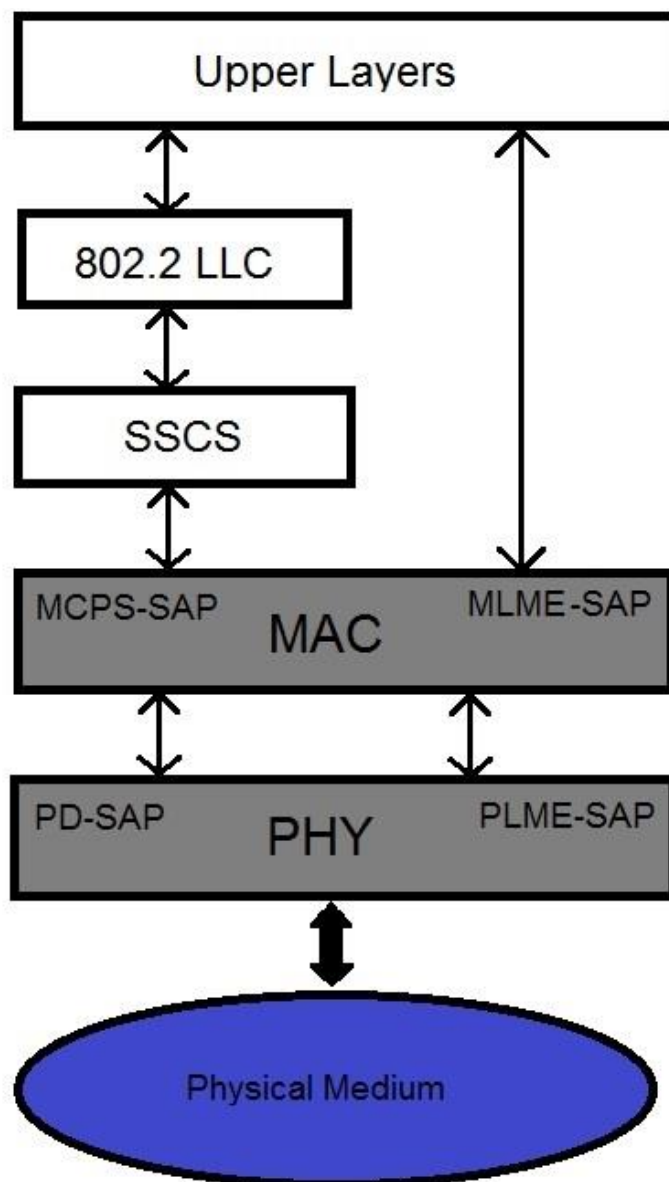 Upper Layers
802.2 LLC
SSCS
MCPS-SAP
MAC
MLME-SAP
PD-SAP
PHY
PLME-SAP
Physical Medium